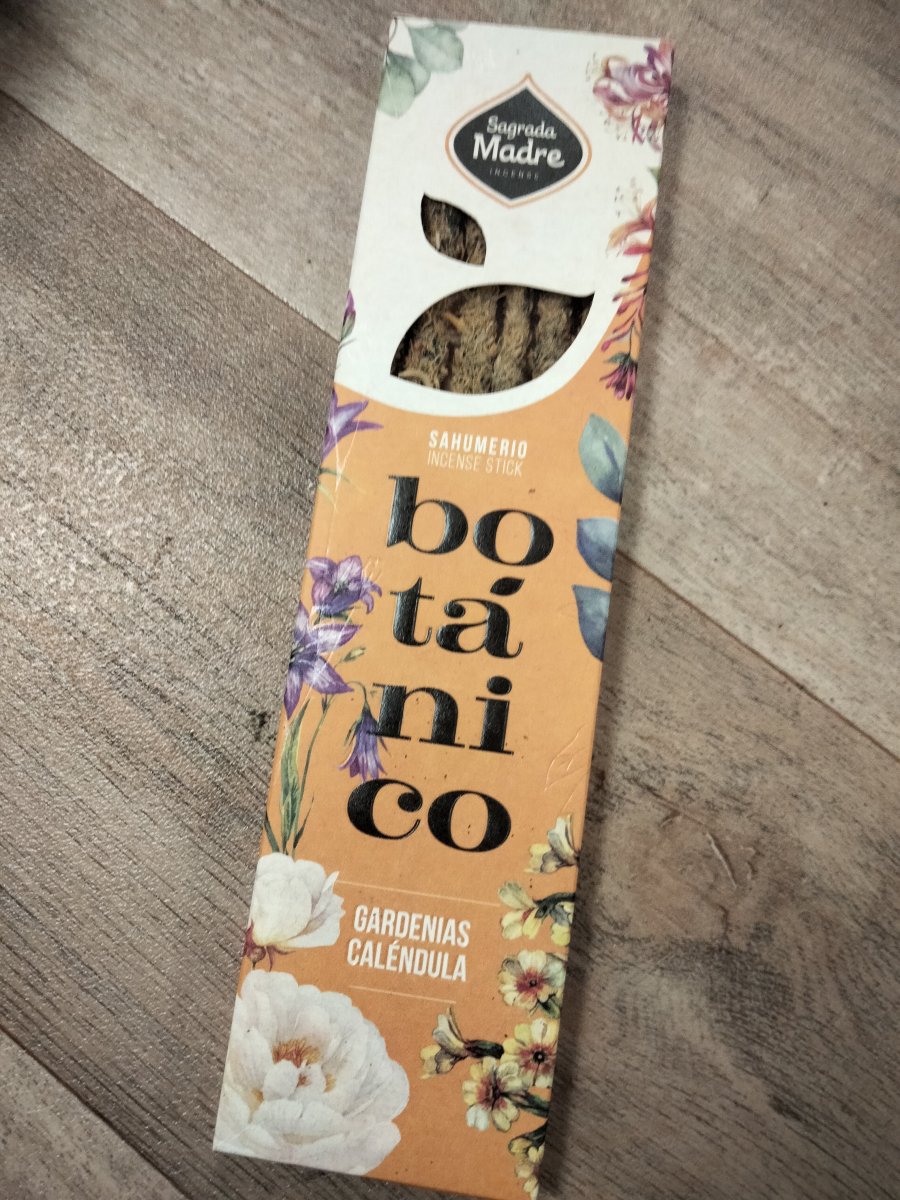 Sagrada
Madre
INCENSE
SAHUMERIO
INCENSE STICK
bo
tá
ni
co
GARDENIAS
CALÉNDULA